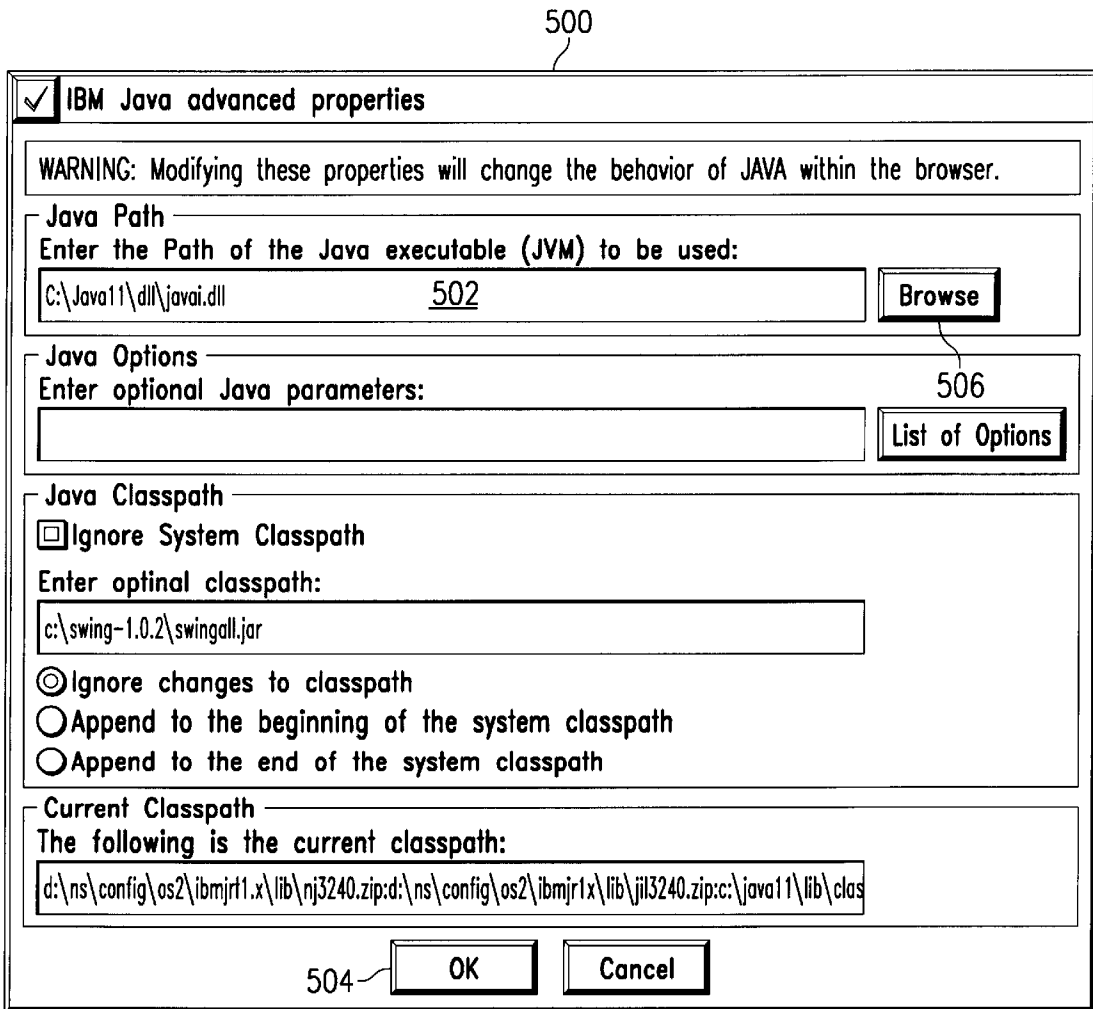 500
IBM Java advanced properties
WARNING: Modifying these properties will change the behavior of JAVA within the browser.
Java Path
Enter the Path of the Java executable (JVM) to be used:
C:\Java11\dll\javai.dll 502 Browse
506
Java Options
Enter optional Java parameters:
List of Options
Java Classpath
Ignore System Classpath
Enter optinal classpath:
c:\swing-1.0.2\swingall.jar
Ignore changes to classpath
Append to the beginning of the system classpath
Append to the end of the system classpath
Current Classpath
The following is the current classpath:
d:\ns\config\os2\ibmjrt1.x\lib\nj3240.zip:d:\ns\config\os2\ibmjr1x\lib\jil3240.zip:c:\java11\lib\clas
504 OK Cancel